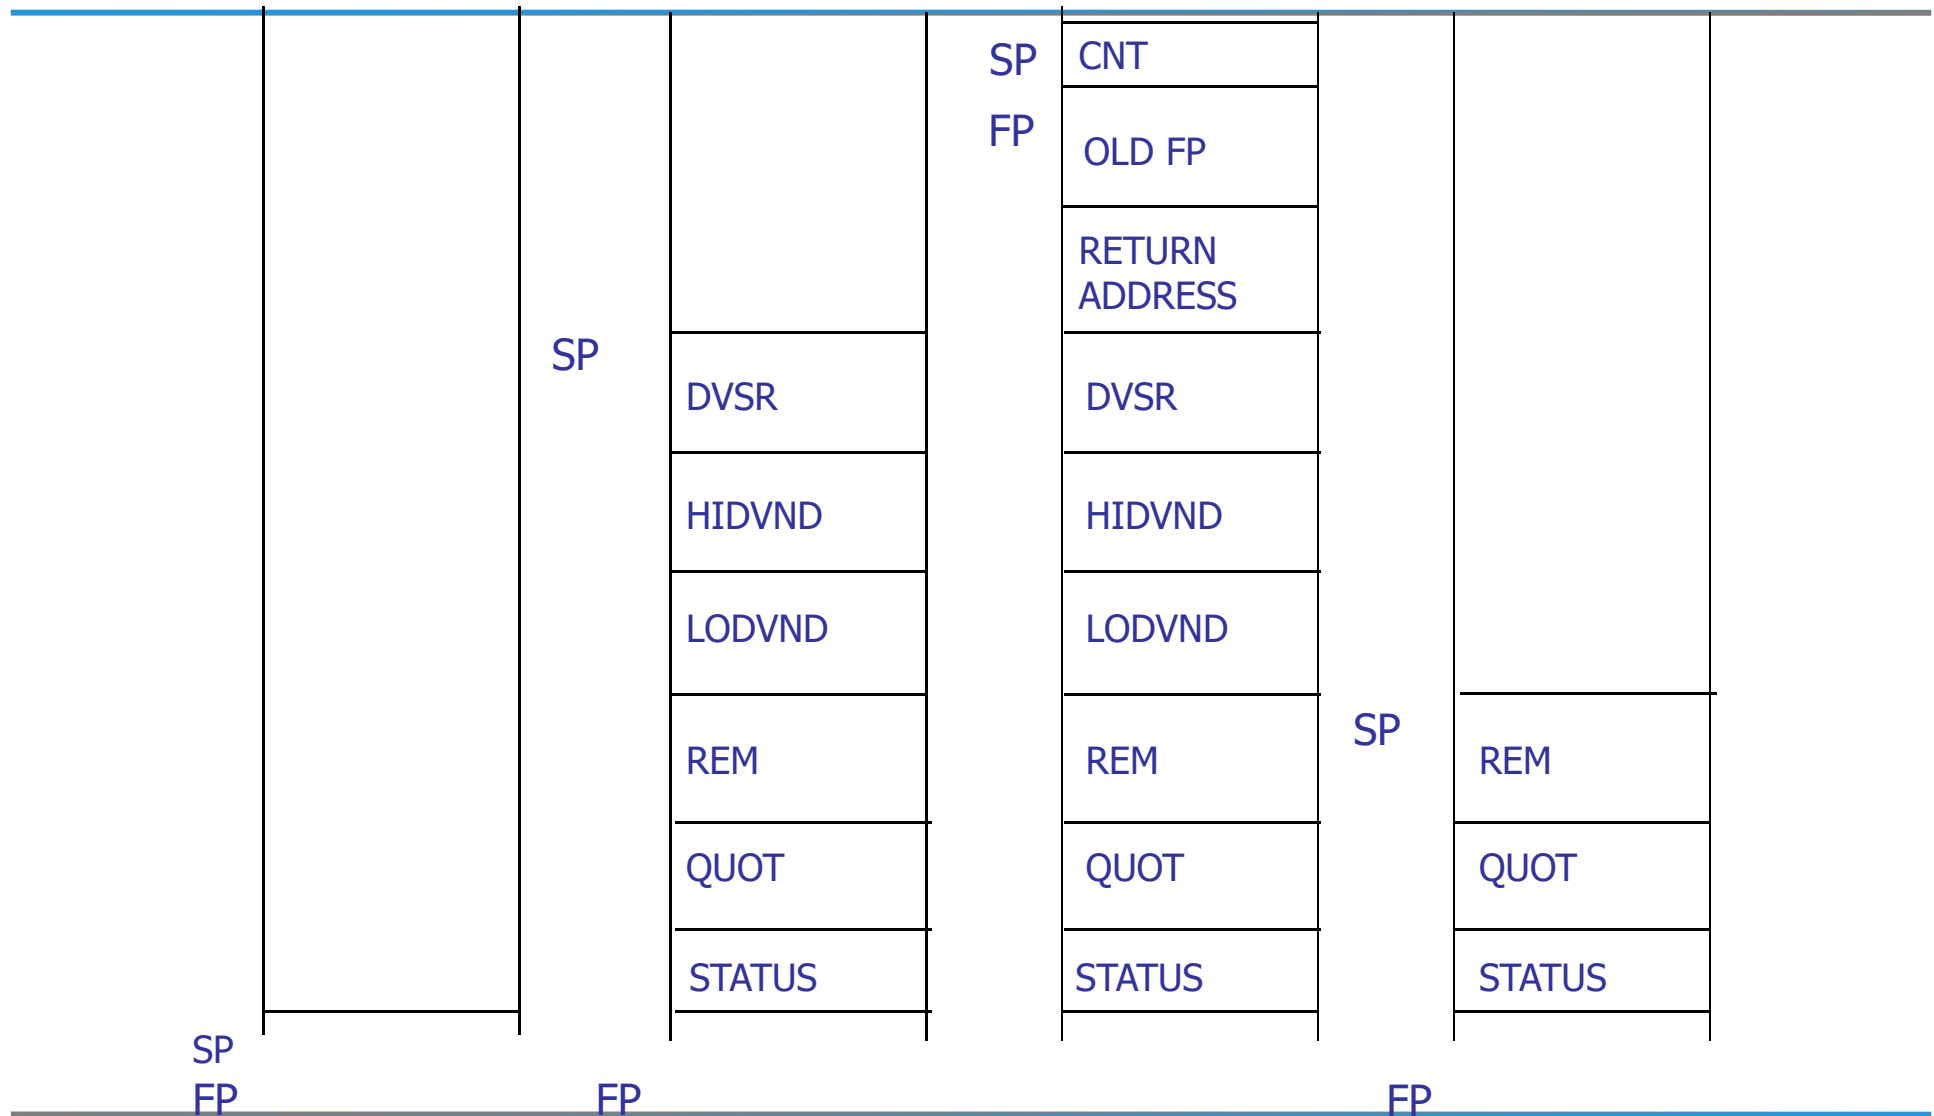 SP
FP
SP
DVSR
HIDVND
LODVND
REM
QUOT
STATUS
FP
SP
FP
CNT
OLD FP
RETURN
ADDRESS
DVSR
HIDVND
LODVND
REM
QUOT
STATUS
SP
REM
QUOT
STATUS
FP